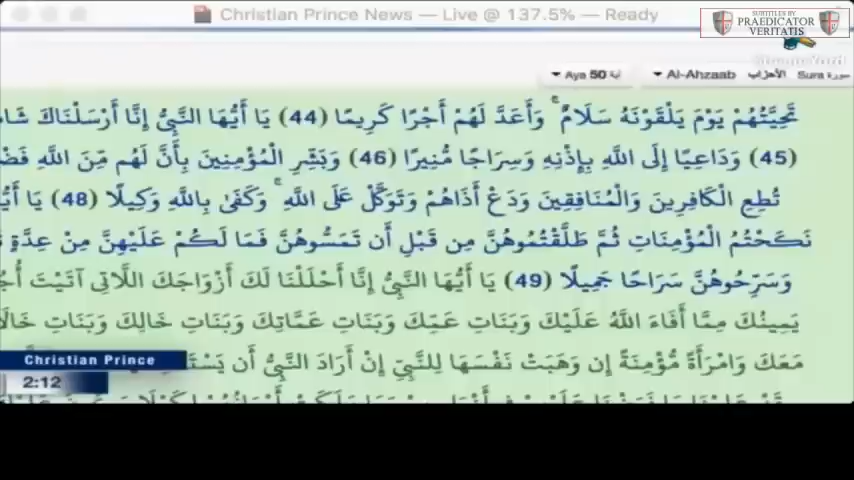 Christian Prince News — Live @ 137.5% — Ready
SUBTITLES BY
PRAEDICATOR
VERITATIS
Aya 50 آية
Al-Ahzaab الأحزاب Sura سورة
تَحِيَّتُهُمْ يَوْمَ يَلْقَوْنَهُ سَلَامٌ ۚ وَأَعَدَّ لَهُمْ أَجْرًا كَرِيمًا (44) يَا أَيُّهَا النَّبِيُّ إِنَّا أَرْسَلْنَاكَ
(45) وَدَاعِيًا إِلَى اللَّهِ بِإِذْنِهِ وَسِرَاجًا مُّنِيرًا (46) وَبَشِّرِ الْمُؤْمِنِينَ بِأَنَّ لَهُم مِّنَ اللَّهِ
تُطِعِ الْكَافِرِينَ وَالْمُنَافِقِينَ وَدَعْ أَذَاهُمْ وَتَوَكَّلْ عَلَى اللَّهِ ۚ وَكَفَىٰ بِاللَّهِ وَكِيلًا (48) يَا
نَكَحْتُمُ الْمُؤْمِنَاتِ ثُمَّ طَلَّقْتُمُوهُنَّ مِن قَبْلِ أَن تَمَسُّوهُنَّ فَمَا لَكُمْ عَلَيْهِنَّ مِنْ عِدَّةٍ
وَسَرِّحُوهُنَّ سَرَاحًا جَمِيلًا (49) يَا أَيُّهَا النَّبِيُّ إِنَّا أَحْلَلْنَا لَكَ أَزْوَاجَكَ اللَّاتِي آتَيْتَ
يَمِينُكَ مِمَّا أَفَاءَ اللَّهُ عَلَيْكَ وَبَنَاتِ عَمِّكَ وَبَنَاتِ عَمَّاتِكَ وَبَنَاتِ خَالِكَ وَبَنَاتِ
مَعَكَ وَامْرَأَةً مُّؤْمِنَةً إِن وَهَبَتْ نَفْسَهَا لِلنَّبِيِّ إِنْ أَرَادَ النَّبِيُّ أَن
Christian Prince
2:12